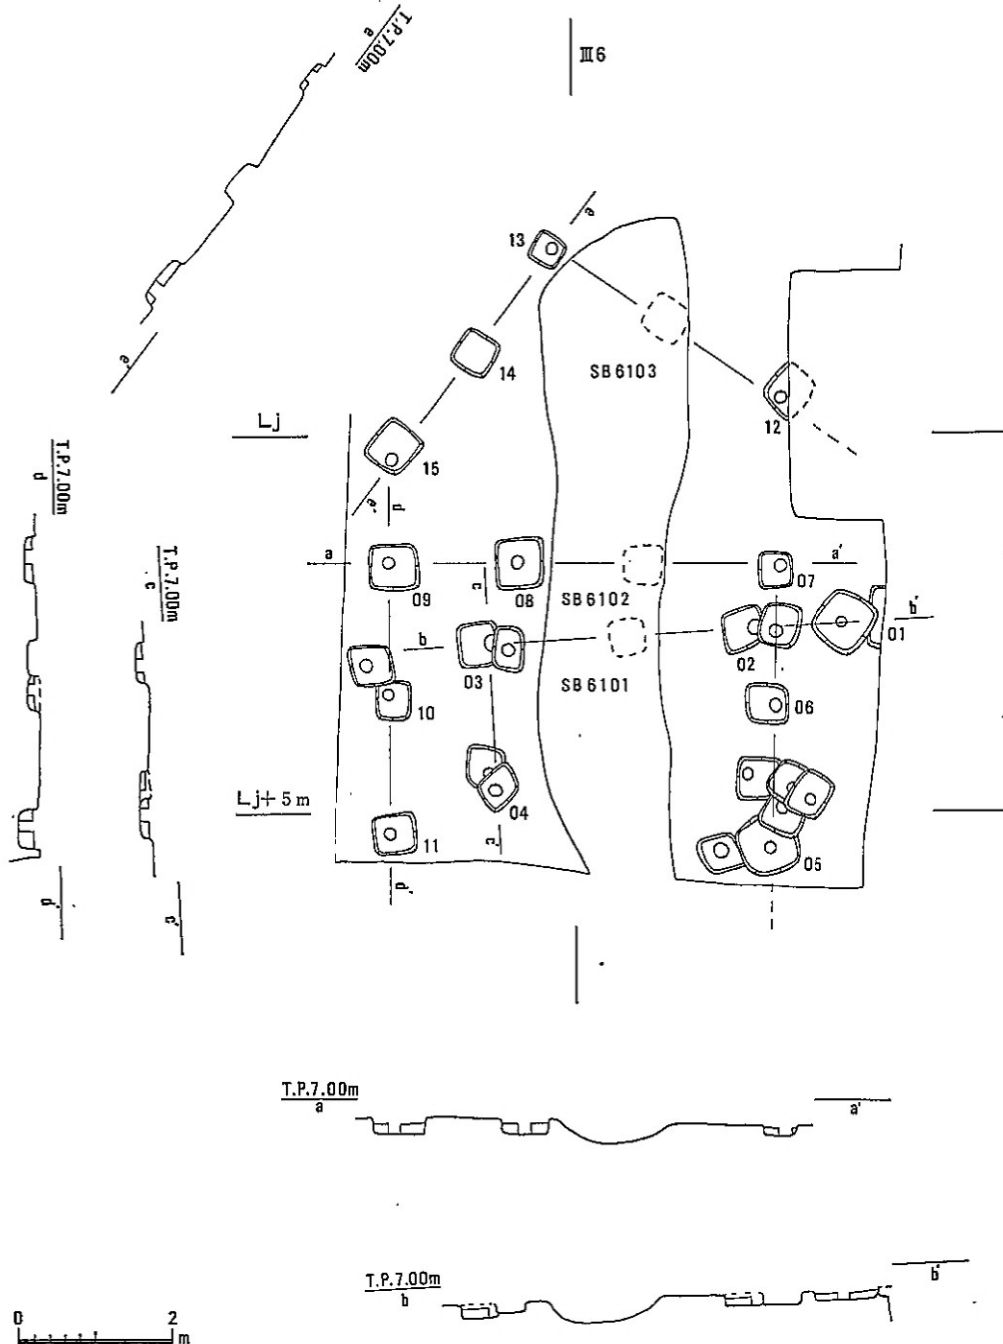 T.P.7.00m
e
Ⅲ6
e
13
14
SB6103
e'
12
Lj
15
T.P.7.00m
d
e'
d
T.P.7.00m
c
a
a'
c
07
09
08
SB6102
b'
b
01
02
03
SB6101
06
10
Lj+5m
04
11
05
c'
d'
d'
c'
T.P.7.00m
a
a'
T.P.7.00m
b
b'
0
2
m